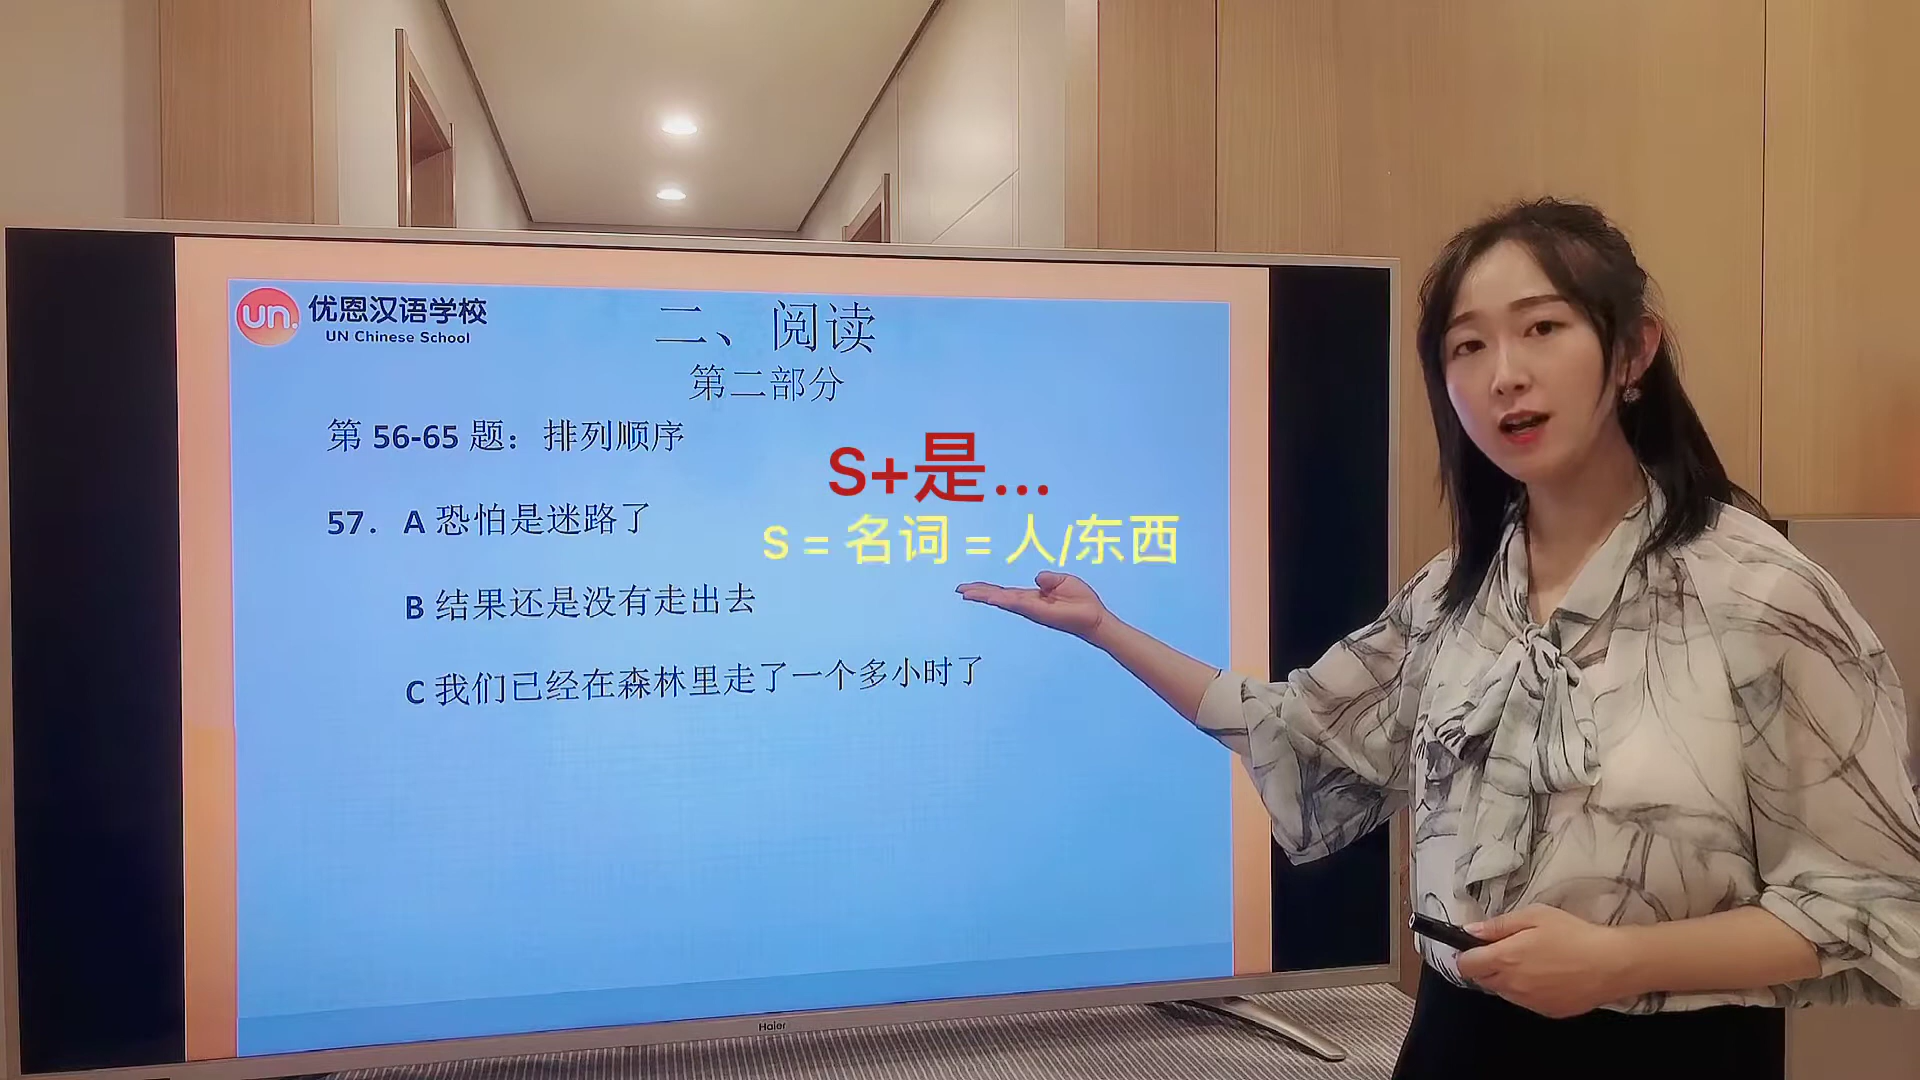 un.
优恩汉语学校
UN Chinese School
二、阅读
第二部分
第 56-65 题：排列顺序
S+是...
57. A 恐怕是迷路了
S = 名词 = 人/东西
B 结果还是没有走出去
C 我们已经在森林里走了一个多小时了
Haier